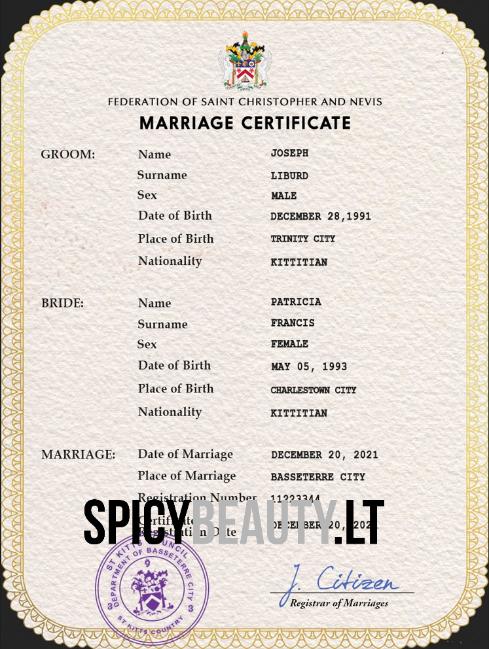 FEDERATION OF SAINT CHRISTOPHER AND NEVIS
MARRIAGE CERTIFICATE
GROOM: Name JOSEPH
Surname LIBURD
Sex MALE
Date of Birth DECEMBER 28,1991
Place of Birth TRINITY CITY
Nationality KITTITIAN
BRIDE: Name PATRICIA
Surname FRANCIS
Sex FEMALE
Date of Birth MAY 05, 1993
Place of Birth CHARLESTOWN CITY
Nationality KITTITIAN
MARRIAGE: Date of Marriage DECEMBER 20, 2021
Place of Marriage BASSETERRE CITY
Registration Number 11223344
Certificate
Registration Date DECEMBER 20, 2021
SPICYBEAUTY.LT
ST KITTS COUNCIL
DEPARTMENT OF BASSETERRE CITY
ST KITTS COUNTRY
J. Citizen
Registrar of Marriages